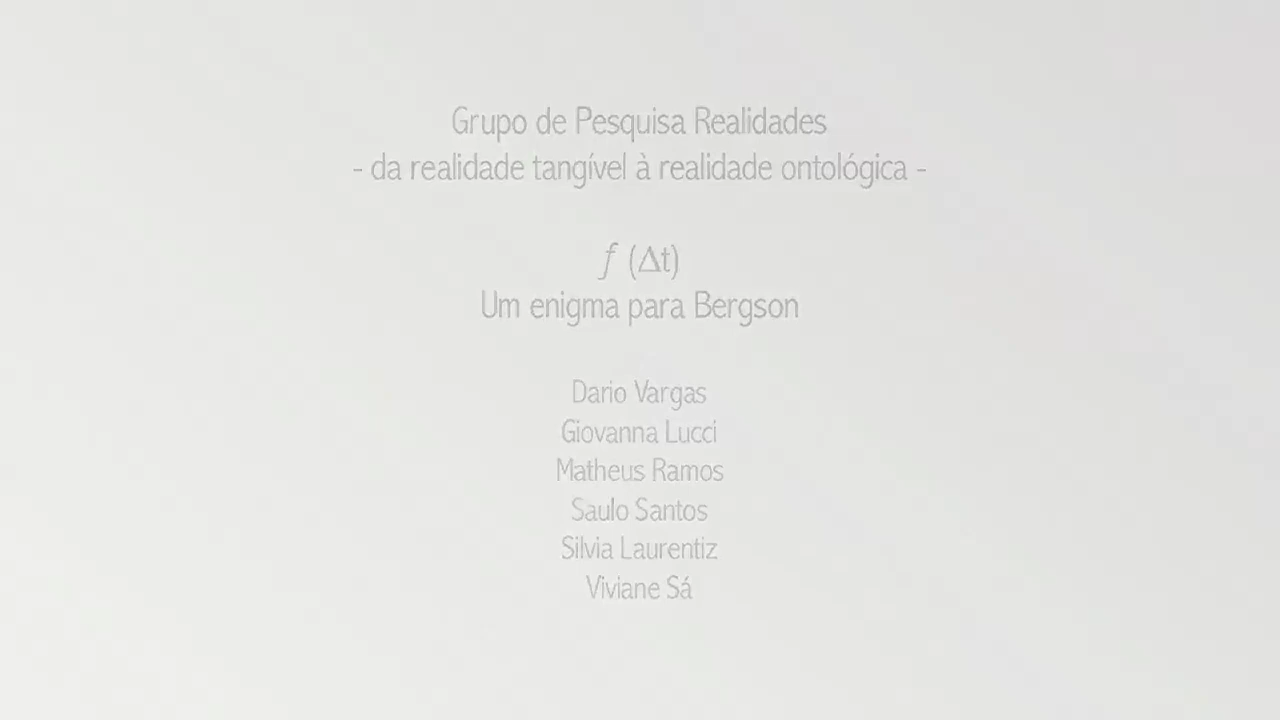 Grupo de Pesquisa Realidades
- da realidade tangível à realidade ontológica -
f (Δt)
Um enigma para Bergson
Dario Vargas
Giovanna Lucci
Matheus Ramos
Saulo Santos
Silvia Laurentiz
Viviane Sá